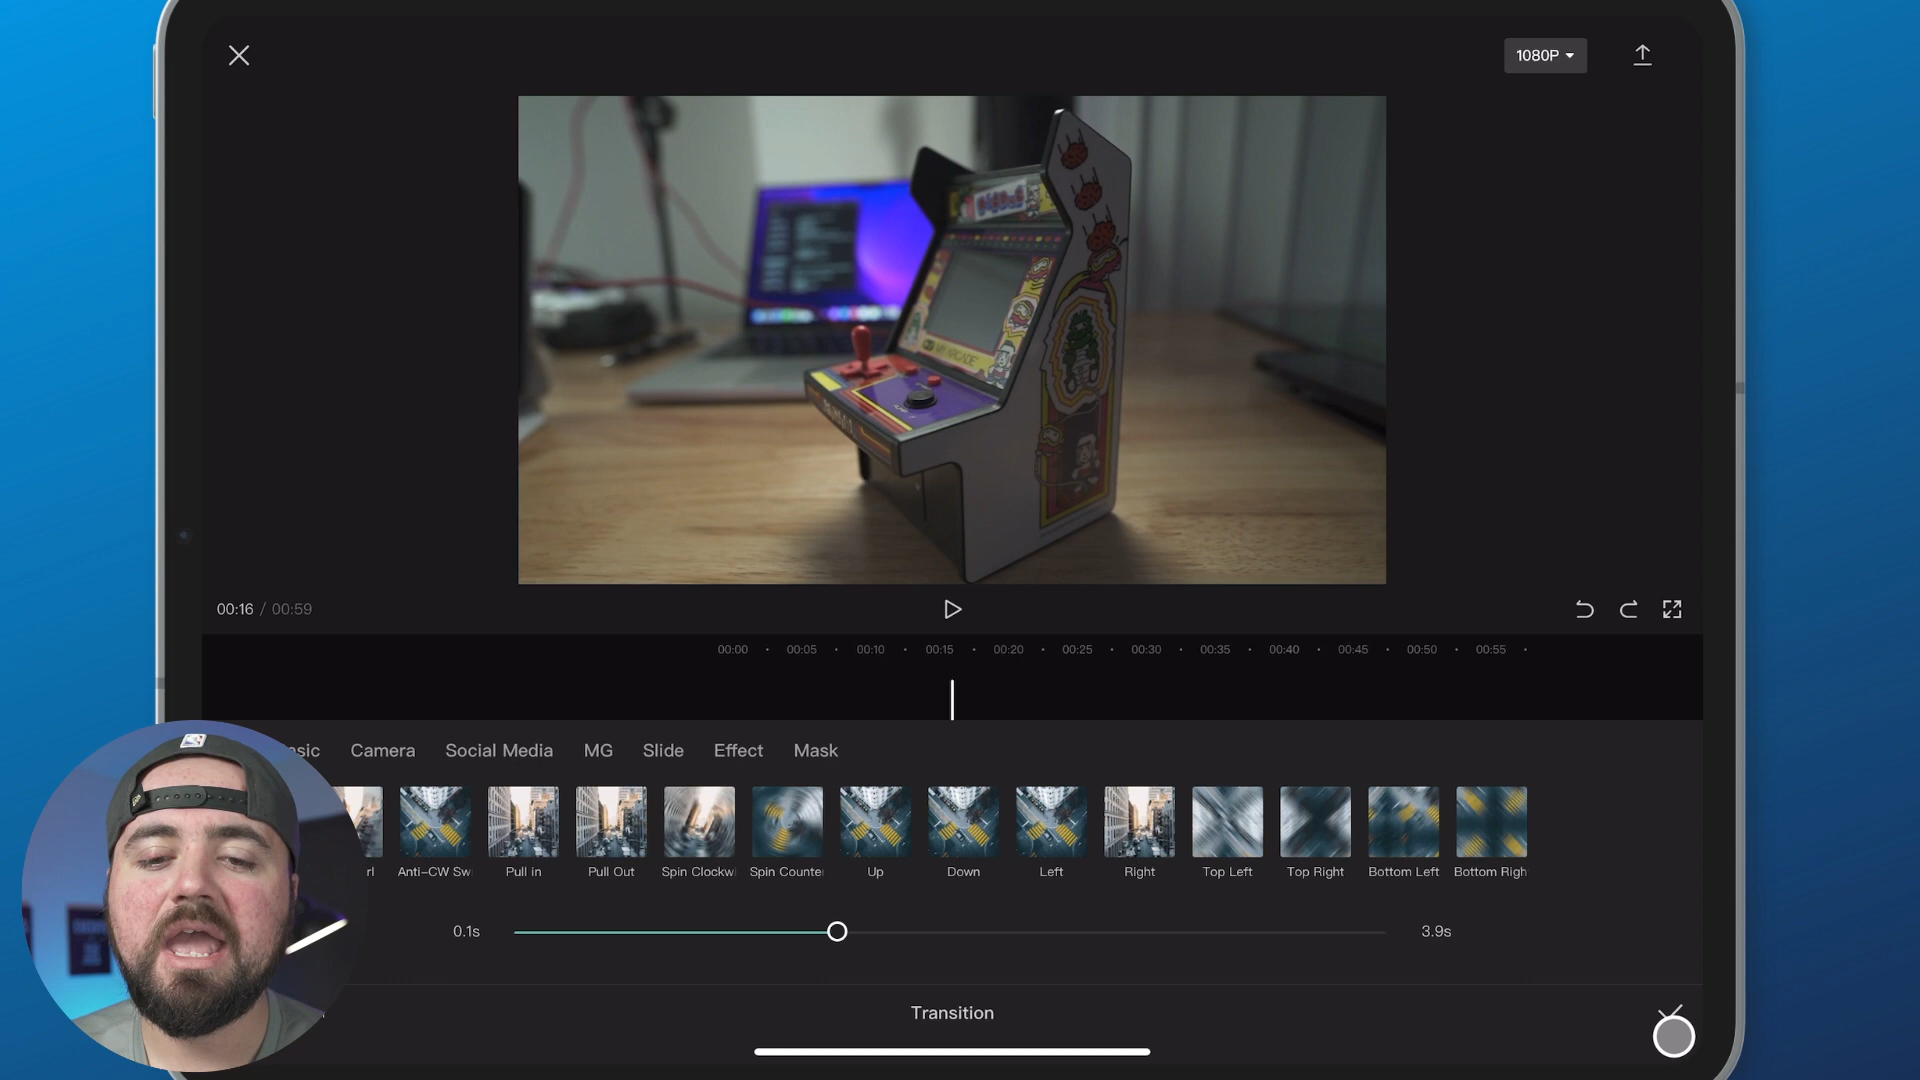 1080P
MY ARCADE
00:16 / 00:59
00:00 00:05 00:10 00:15 00:20 00:25 00:30 00:35 00:40 00:45 00:50 00:55
Camera Social Media MG Slide Effect Mask
Anti-CW Sw Pull in Pull Out Spin Clockwi Spin Counte Up Down Left Right Top Left Top Right Bottom Left Bottom Righ
0.1s 3.9s
Transition